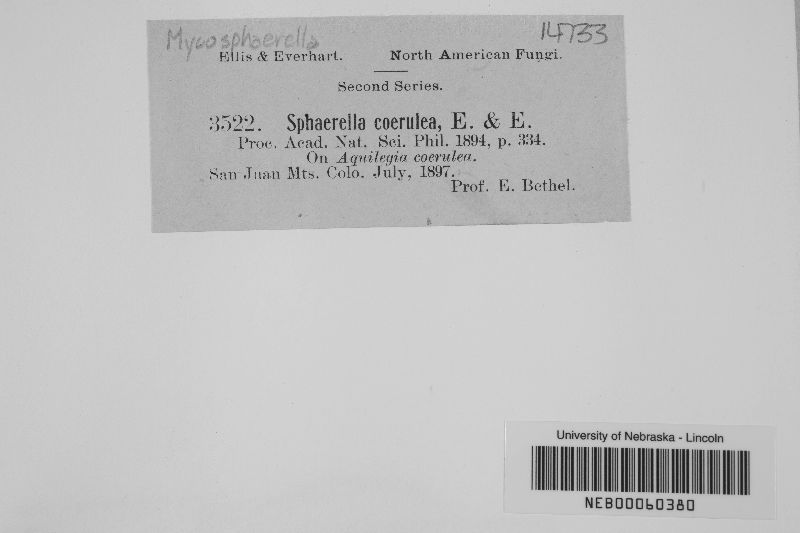 Mycosphaerella
14733
Ellis & Everhart. North American Fungi.
Second Series.
3522. Sphaerella coerulea, E. & E.
Proc. Acad. Nat. Sci. Phil. 1894, p. 334.
On Aquilegia coerulea.
San Juan Mts. Colo. July, 1897.
Prof. E. Bethel.
University of Nebraska - Lincoln
NEB00060380